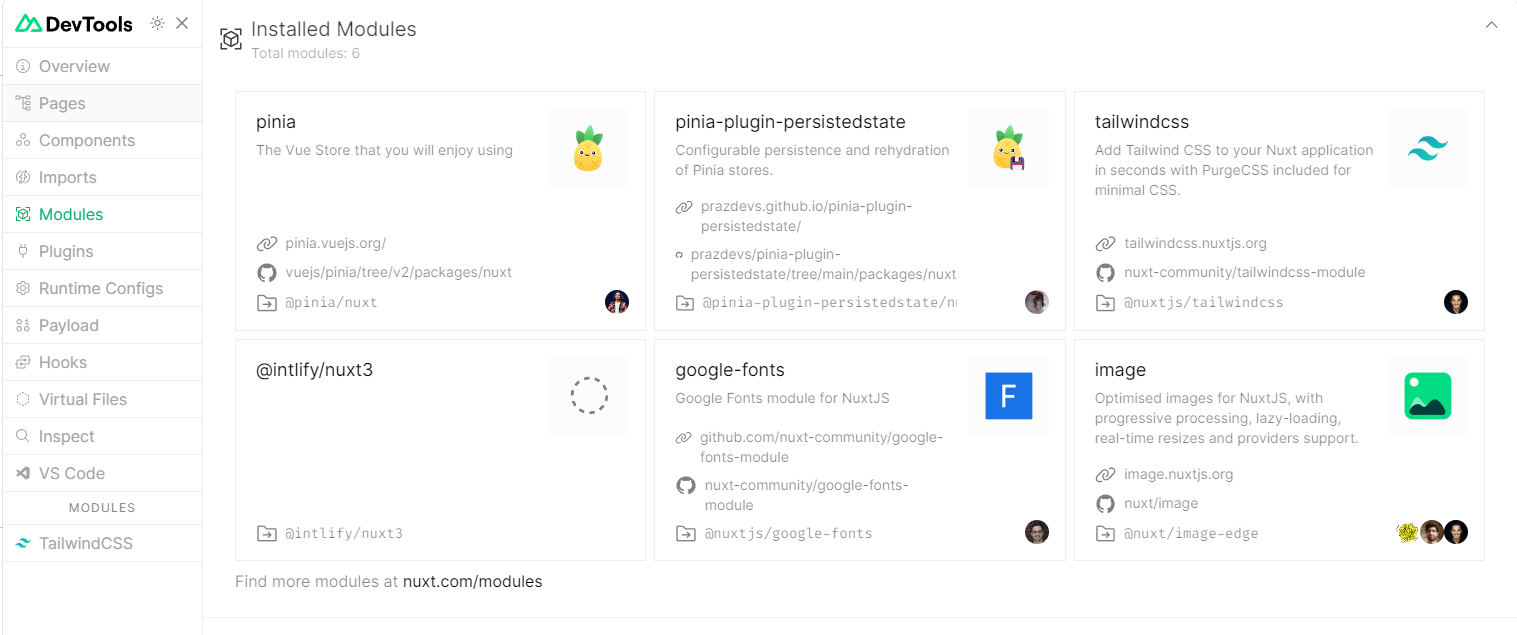 DevTools
Overview
Pages
Components
Imports
Modules
Plugins
Runtime Configs
Payload
Hooks
Virtual Files
Inspect
VS Code
MODULES
TailwindCSS
Installed Modules
Total modules: 6
pinia
The Vue Store that you will enjoy using
pinia.vuejs.org/
vuejs/pinia/tree/v2/packages/nuxt
@pinia/nuxt
pinia-plugin-persistedstate
Configurable persistence and rehydration
of Pinia stores.
prazdevs.github.io/pinia-plugin-
persistedstate/
prazdevs/pinia-plugin-
persistedstate/tree/main/packages/nuxt
@pinia-plugin-persistedstate/nu
tailwindcss
Add Tailwind CSS to your Nuxt application
in seconds with PurgeCSS included for
minimal CSS.
tailwindcss.nuxtjs.org
nuxt-community/tailwindcss-module
@nuxtjs/tailwindcss
@intlify/nuxt3
@intlify/nuxt3
google-fonts
Google Fonts module for NuxtJS
F
github.com/nuxt-community/google-
fonts-module
nuxt-community/google-fonts-
module
@nuxtjs/google-fonts
image
Optimised images for NuxtJS, with
progressive processing, lazy-loading,
real-time resizes and providers support.
image.nuxtjs.org
nuxt/image
@nuxt/image-edge
Find more modules at nuxt.com/modules